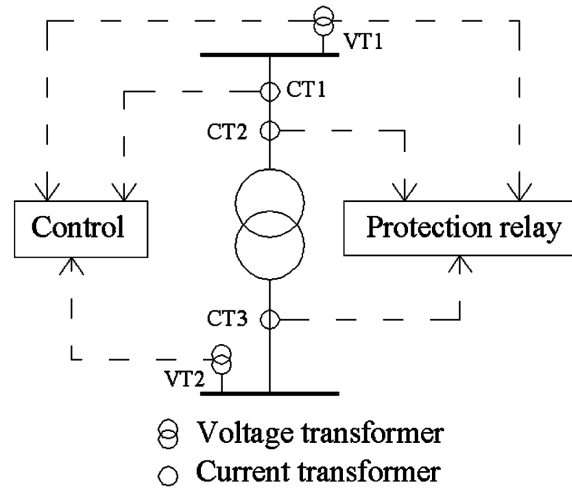 VT1
CT1
CT2
Control
Protection relay
CT3
VT2
Voltage transformer
Current transformer